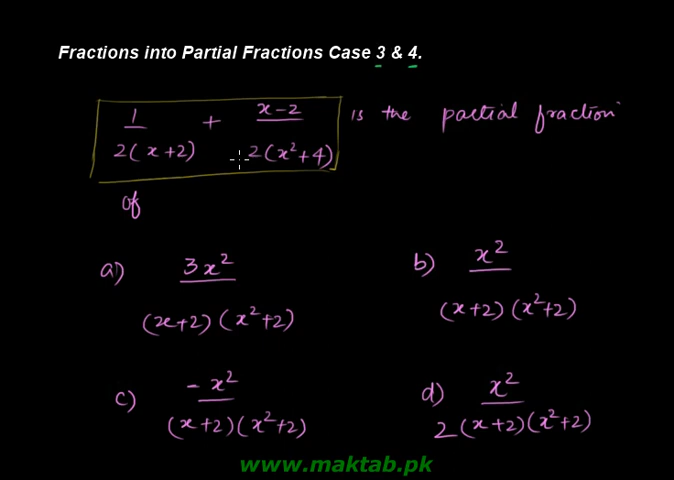 Fractions into Partial Fractions Case 3 & 4.
1/2(x+2) + x-2/2(x²+4) is the partial fraction
of
a) 3x²/(x+2)(x²+2)
b) x²/(x+2)(x²+2)
c) -x²/(x+2)(x²+2)
d) x²/2(x+2)(x²+2)
www.maktab.pk